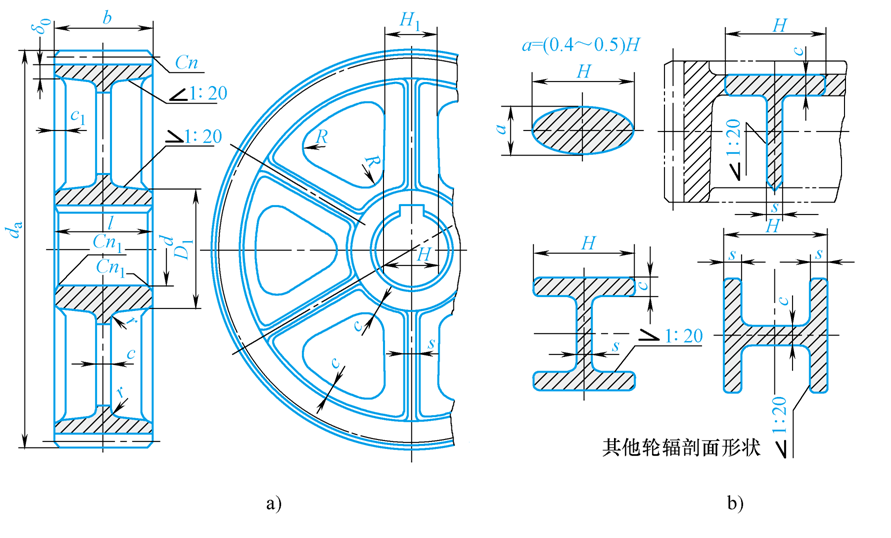 b
δ₀
Cn
∠1∶20
c₁
∠1∶20
dₐ
l
d
D₁
Cn₁
Cn₁
r
c
r
H₁
R
R
H
c
s
c
a)
a=(0.4～0.5)H
H
a
H
c
∠1∶20
s
H
c
s
∠1∶20
H
s
s
c
∠1∶20
其他轮辐剖面形状
b)